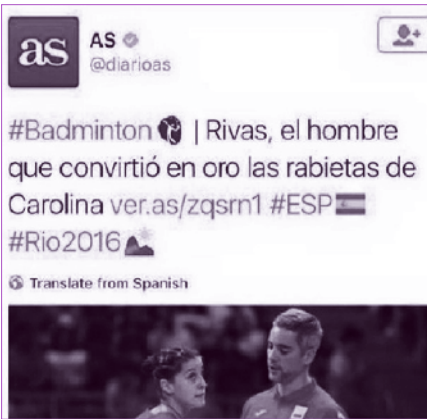 as
AS
@diarioas
#Badminton | Rivas, el hombre
que convirtió en oro las rabietas de
Carolina ver.as/zqsrn1 #ESP
#Rio2016
Translate from Spanish